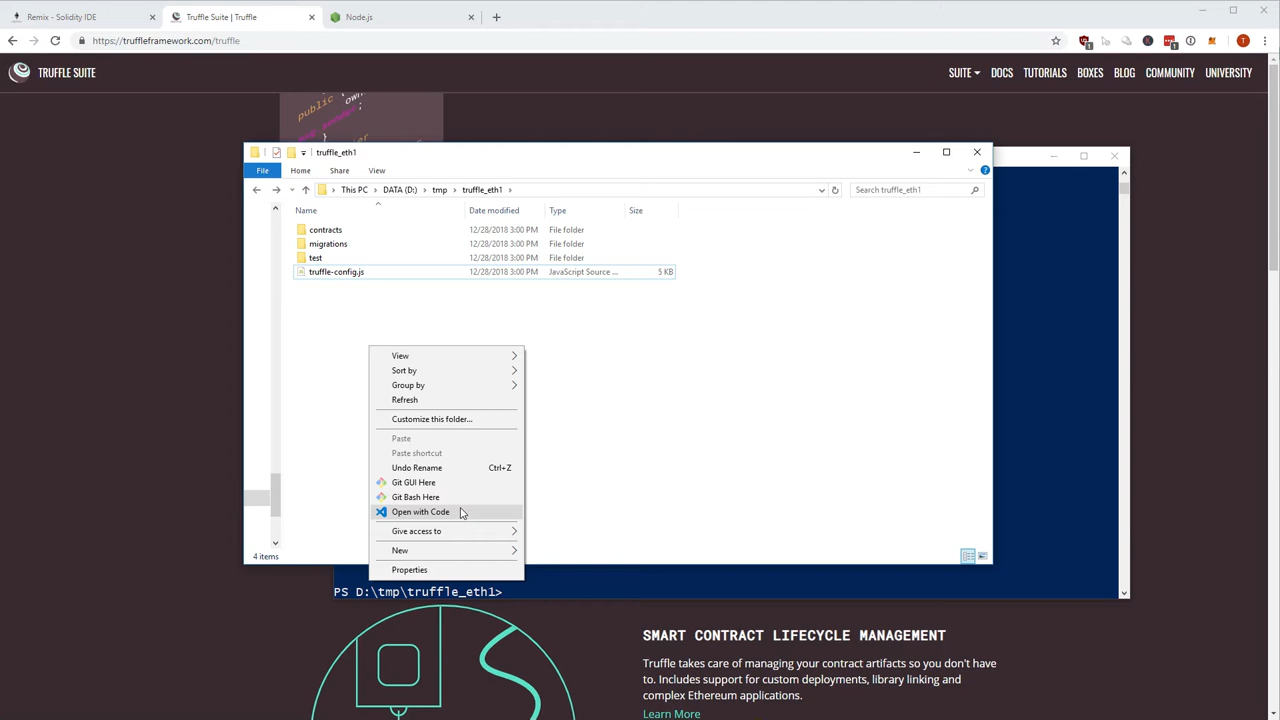 Remix - Solidity IDE
Truffle Suite | Truffle
Node.js
https://truffleframework.com/truffle
1
1
T
TRUFFLE SUITE
SUITE
DOCS
TUTORIALS
BOXES
BLOG
COMMUNITY
UNIVERSITY
public {
own
;
}
truffle_eth1
File
Home
Share
View
This PC
DATA (D:)
tmp
truffle_eth1
Search truffle_eth1
Name
Date modified
Type
Size
contracts
12/28/2018 3:00 PM
File folder
migrations
12/28/2018 3:00 PM
File folder
test
12/28/2018 3:00 PM
File folder
truffle-config.js
12/28/2018 3:00 PM
JavaScript Source ...
5 KB
View
Sort by
Group by
Refresh
Customize this folder...
Paste
Paste shortcut
Undo Rename
Ctrl+Z
Git GUI Here
Git Bash Here
Open with Code
Give access to
New
Properties
4 items
PS D:\tmp\truffle_eth1>
SMART CONTRACT LIFECYCLE MANAGEMENT
Truffle takes care of managing your contract artifacts so you don't have
to. Includes support for custom deployments, library linking and
complex Ethereum applications.
Learn More